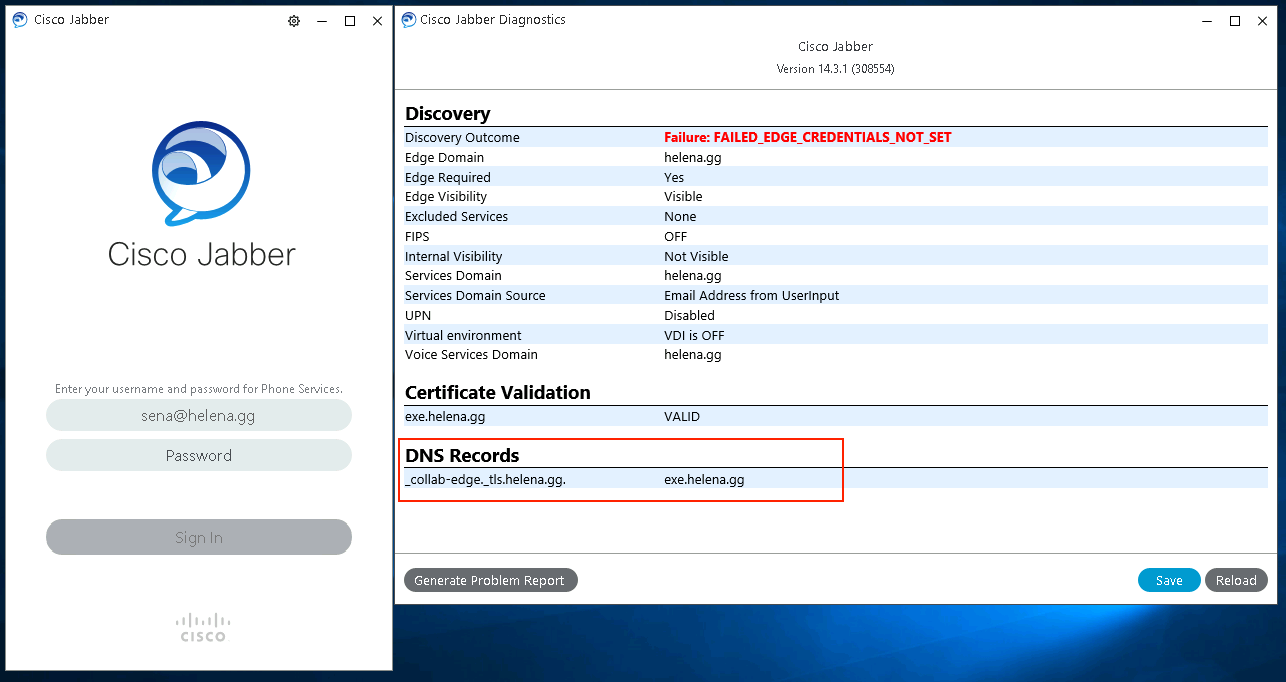 Cisco Jabber
Cisco Jabber
Enter your username and password for Phone Services.
sena@helena.gg
Password
Sign In
CISCO
Cisco Jabber Diagnostics
Cisco Jabber
Version 14.3.1 (308554)
Discovery
Discovery Outcome Failure: FAILED_EDGE_CREDENTIALS_NOT_SET
Edge Domain helena.gg
Edge Required Yes
Edge Visibility Visible
Excluded Services None
FIPS OFF
Internal Visibility Not Visible
Services Domain helena.gg
Services Domain Source Email Address from UserInput
UPN Disabled
Virtual environment VDI is OFF
Voice Services Domain helena.gg
Certificate Validation
exe.helena.gg VALID
DNS Records
_collab-edge._tls.helena.gg. exe.helena.gg
Generate Problem Report Save Reload